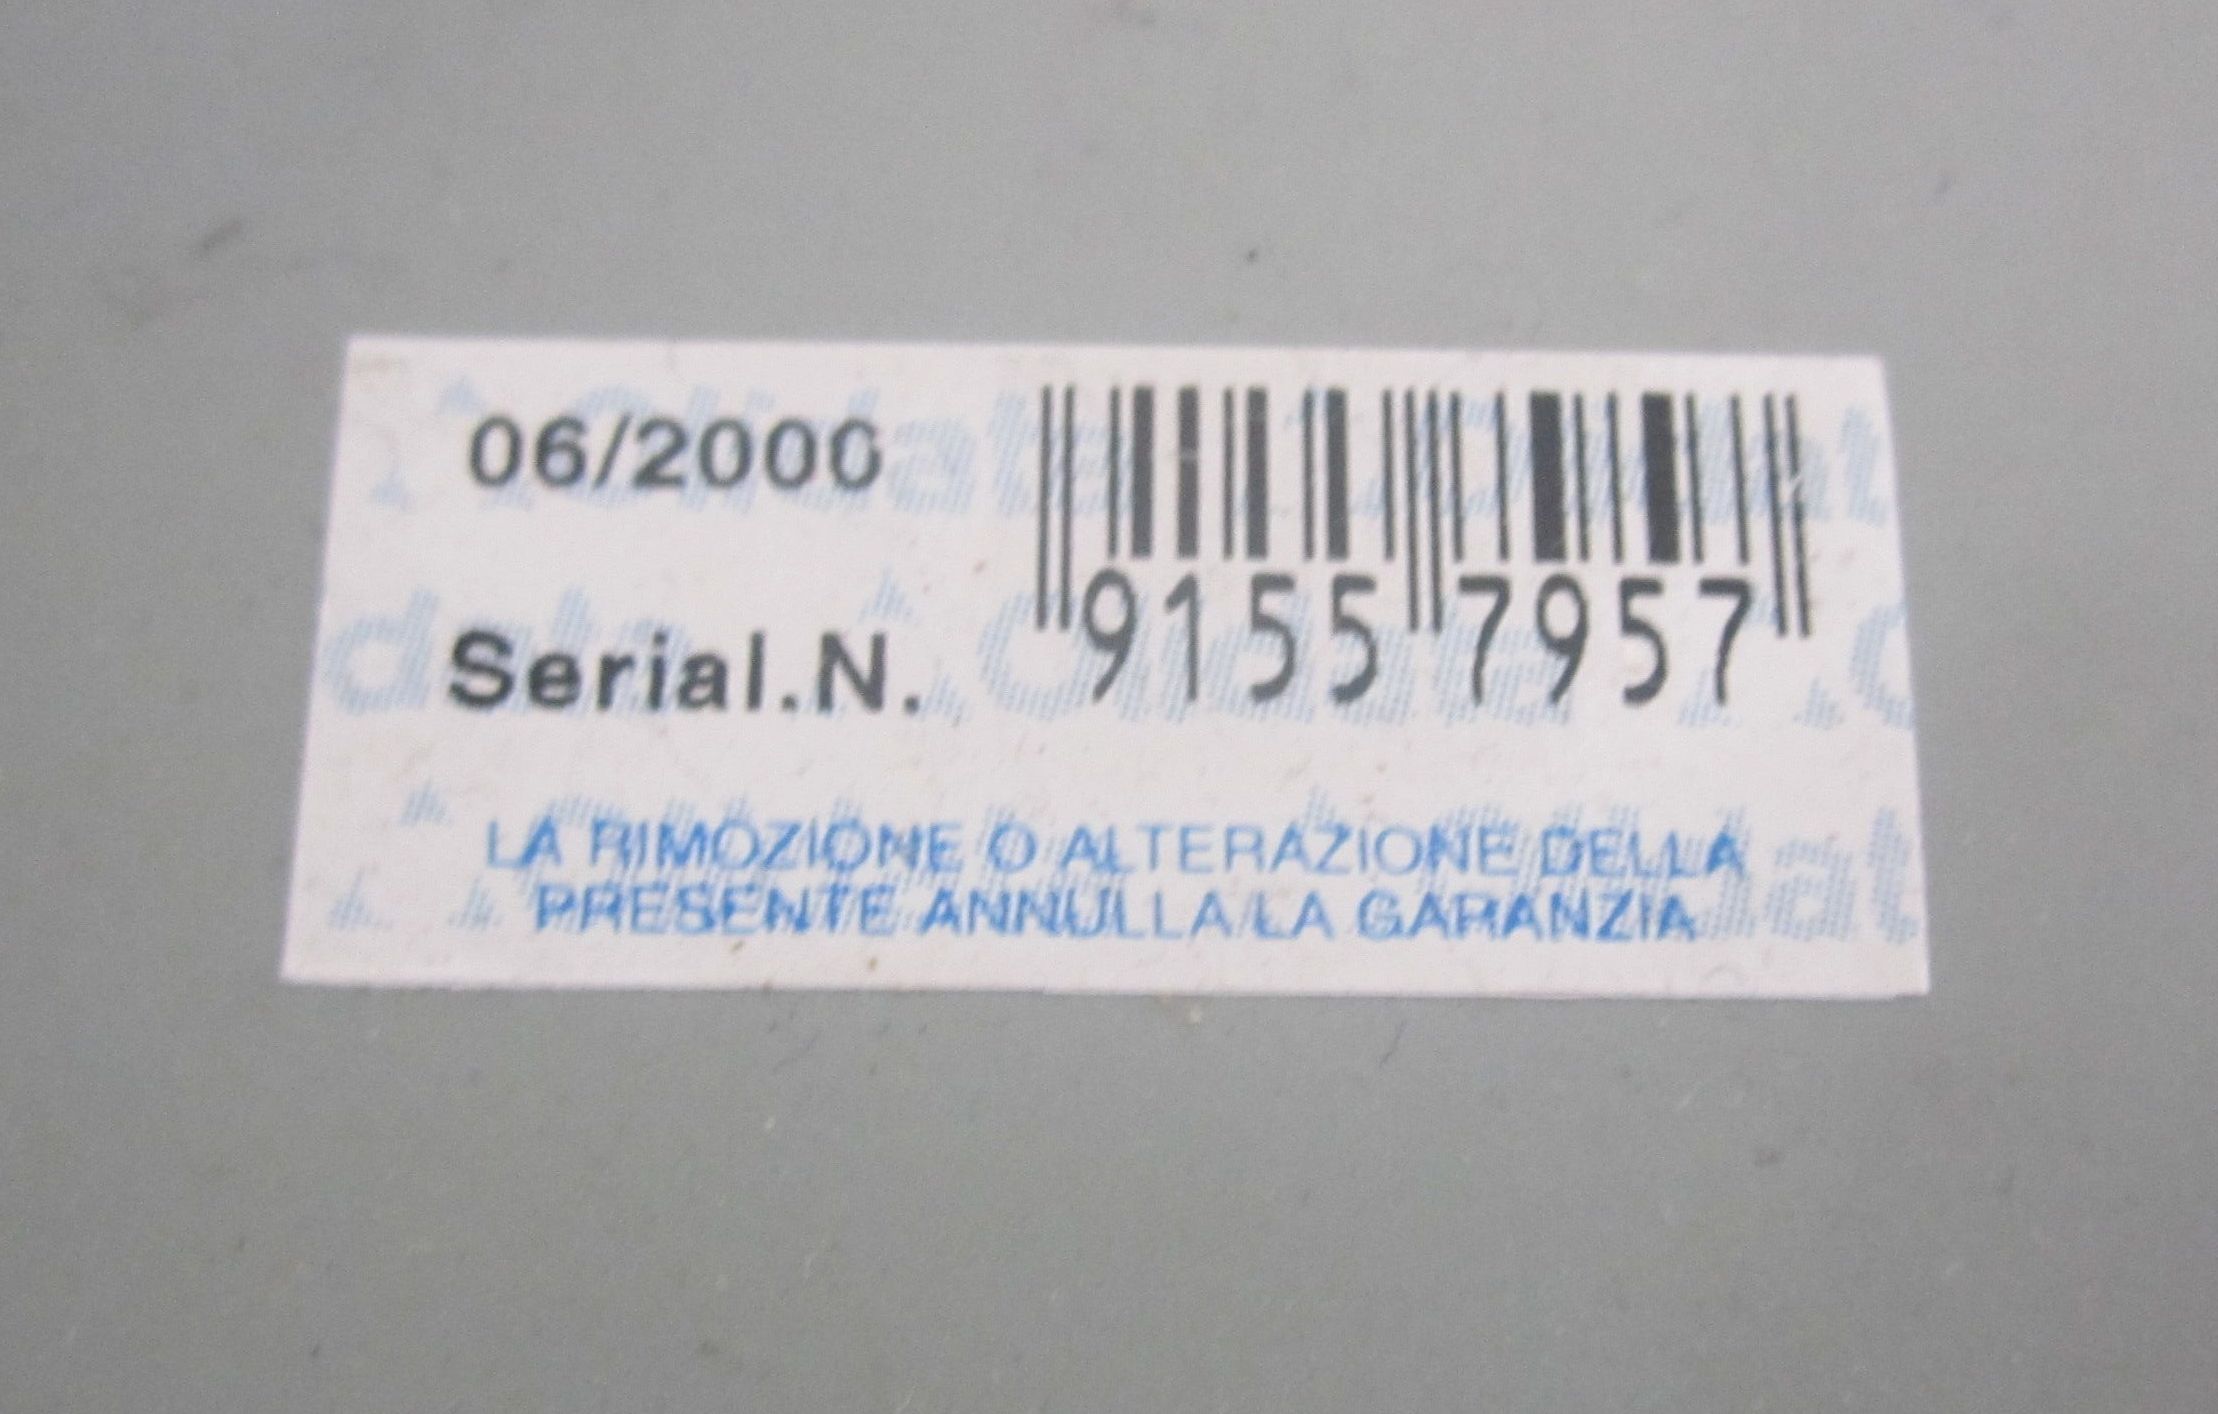 06/2000
Serial.N. 9155 7957
LA RIMOZIONE O ALTERAZIONE DELLA
PRESENTE ANNULLA LA GARANZIA